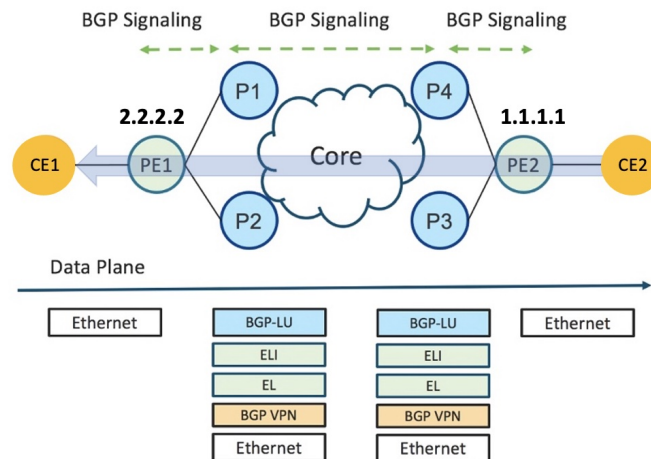 BGP Signaling
BGP Signaling
BGP Signaling
P1
P4
2.2.2.2
1.1.1.1
CE1
PE1
Core
PE2
CE2
P2
P3
Data Plane
Ethernet
BGP-LU
BGP-LU
Ethernet
ELI
ELI
EL
EL
BGP VPN
BGP VPN
Ethernet
Ethernet